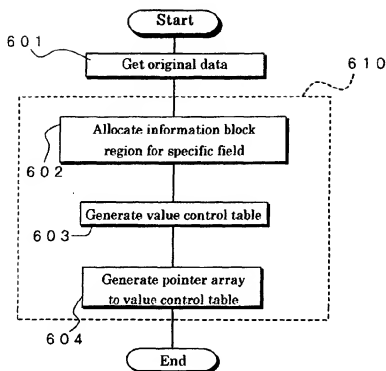 Start
601
Get original data
610
Allocate information block
region for specific field
602
Generate value control table
603
Generate pointer array
to value control table
604
End